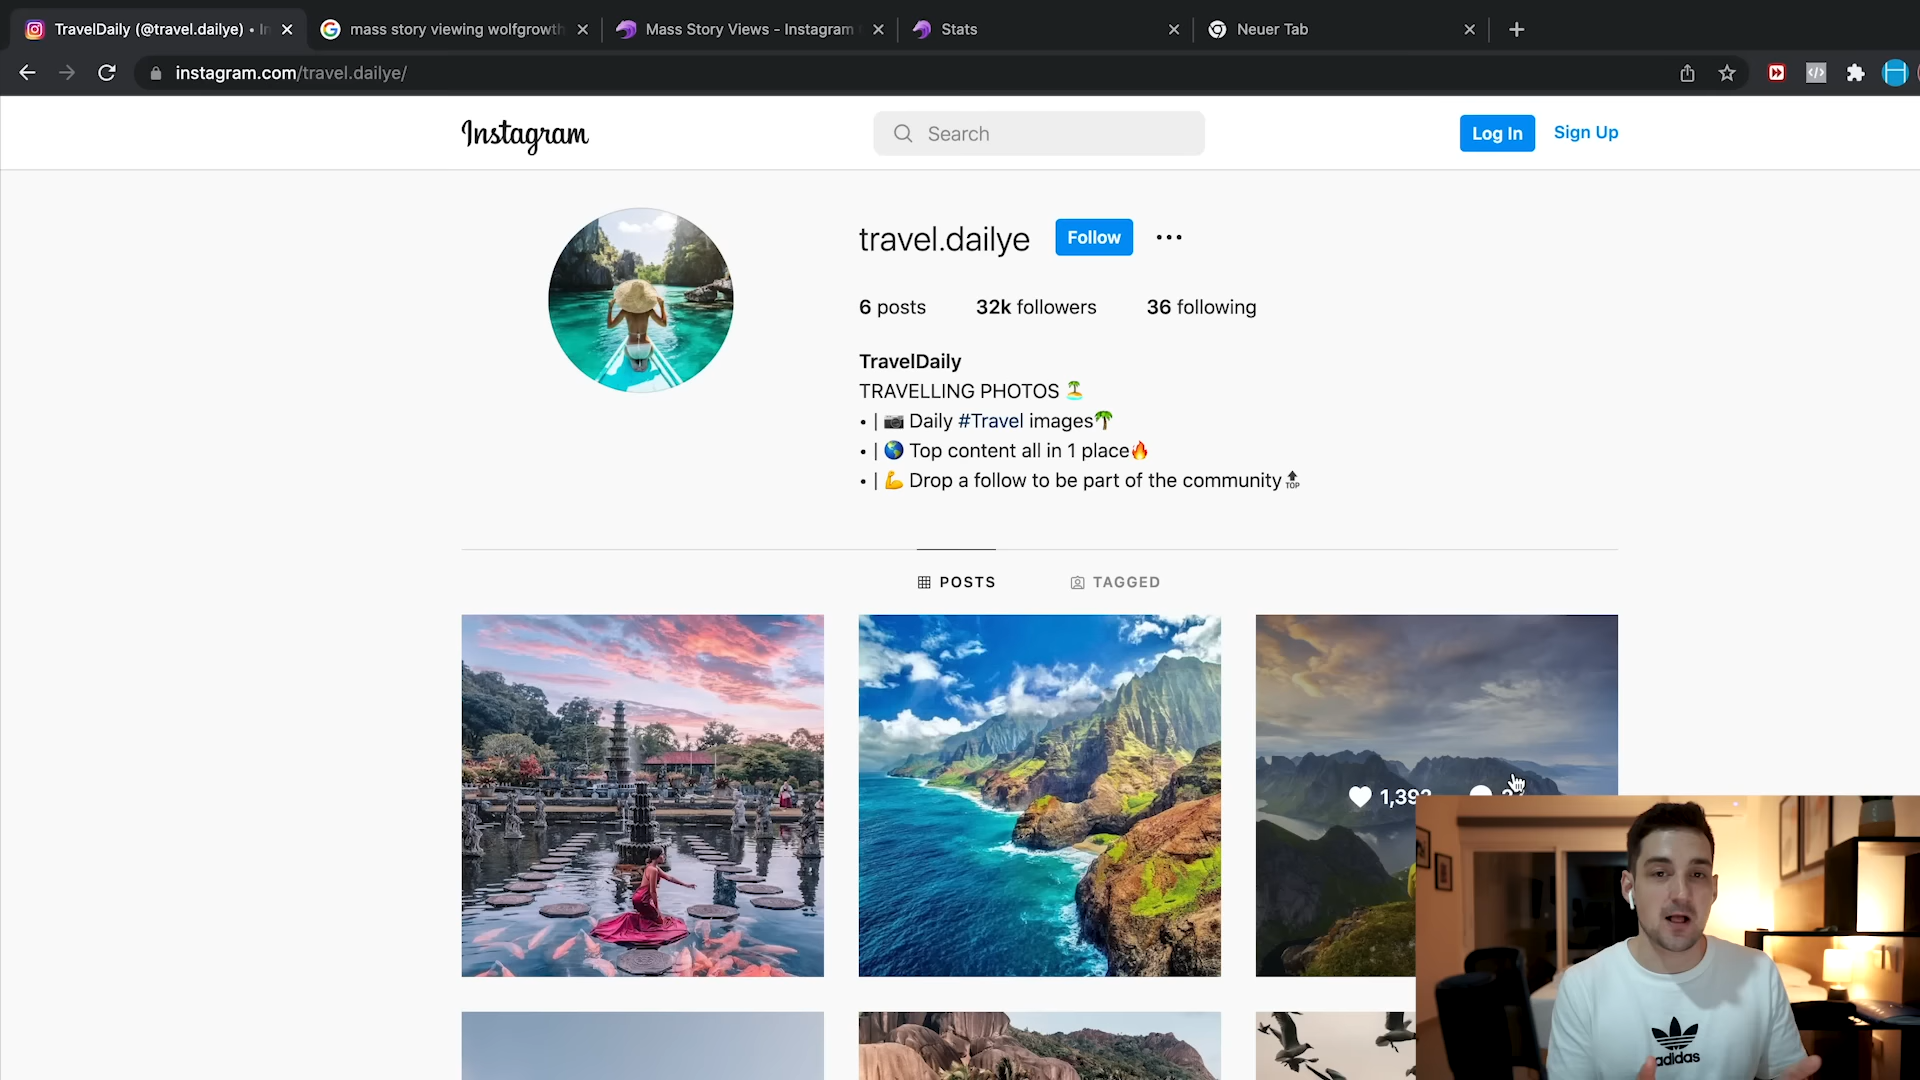 TravelDaily (@travel.dailye) • In
mass story viewing wolfgrowth
Mass Story Views - Instagram
Stats
Neuer Tab
instagram.com/travel.dailye/
Instagram
Search
Log In
Sign Up
travel.dailye
Follow
6 posts
32k followers
36 following
TravelDaily
TRAVELLING PHOTOS 🏝
• | 📷 Daily #Travel images🌴
• | 🌎 Top content all in 1 place🔥
• | 💪 Drop a follow to be part of the community🔝
POSTS
TAGGED
adidas